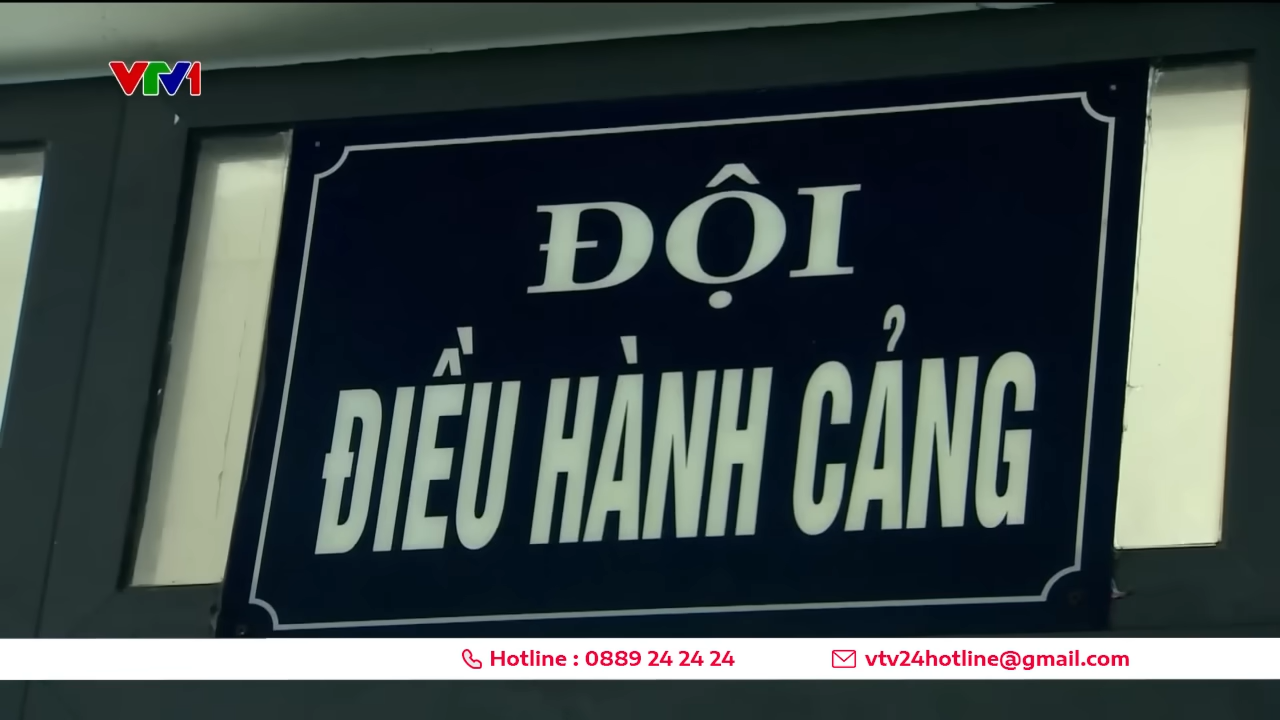 VTV1
ĐỘI
ĐIỀU HÀNH CẢNG
Hotline : 0889 24 24 24
vtv24hotline@gmail.com